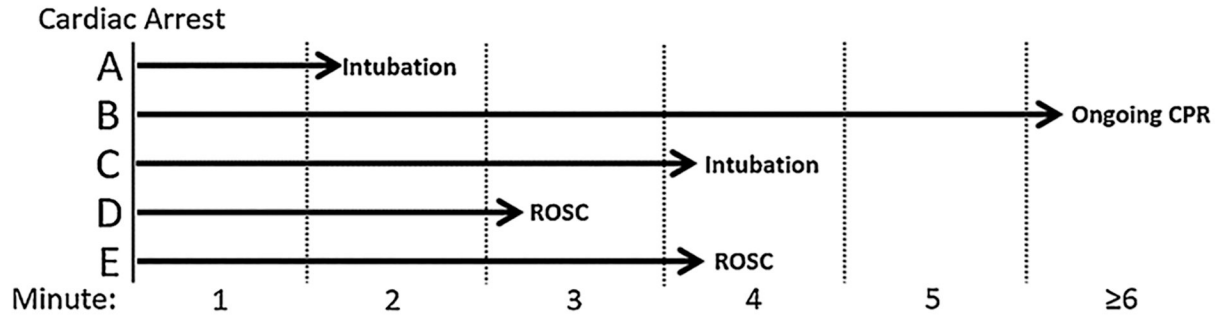 Cardiac Arrest
A Intubation
B Ongoing CPR
C Intubation
D ROSC
E ROSC
Minute: 1 2 3 4 5 ≥6